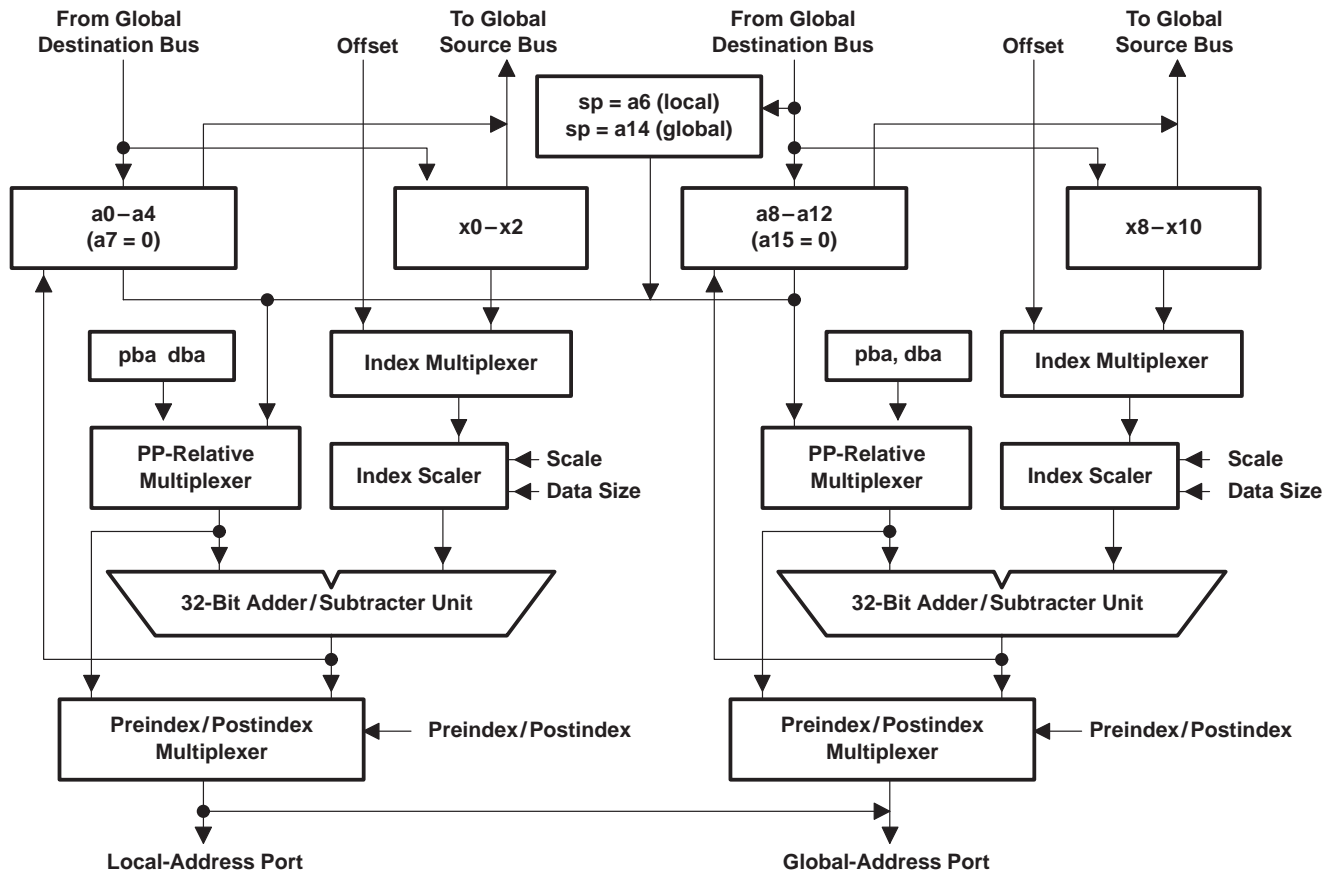 From Global
Destination Bus
Offset
To Global
Source Bus
From Global
Destination Bus
Offset
To Global
Source Bus
sp = a6 (local)
sp = a14 (global)
a0–a4
(a7 = 0)
x0–x2
a8–a12
(a15 = 0)
x8–x10
pba dba
Index Multiplexer
pba, dba
Index Multiplexer
PP-Relative
Multiplexer
Index Scaler
Scale
Data Size
PP-Relative
Multiplexer
Index Scaler
Scale
Data Size
32-Bit Adder/Subtracter Unit
32-Bit Adder/Subtracter Unit
Preindex/Postindex
Multiplexer
Preindex/Postindex
Preindex/Postindex
Multiplexer
Preindex/Postindex
Local-Address Port
Global-Address Port